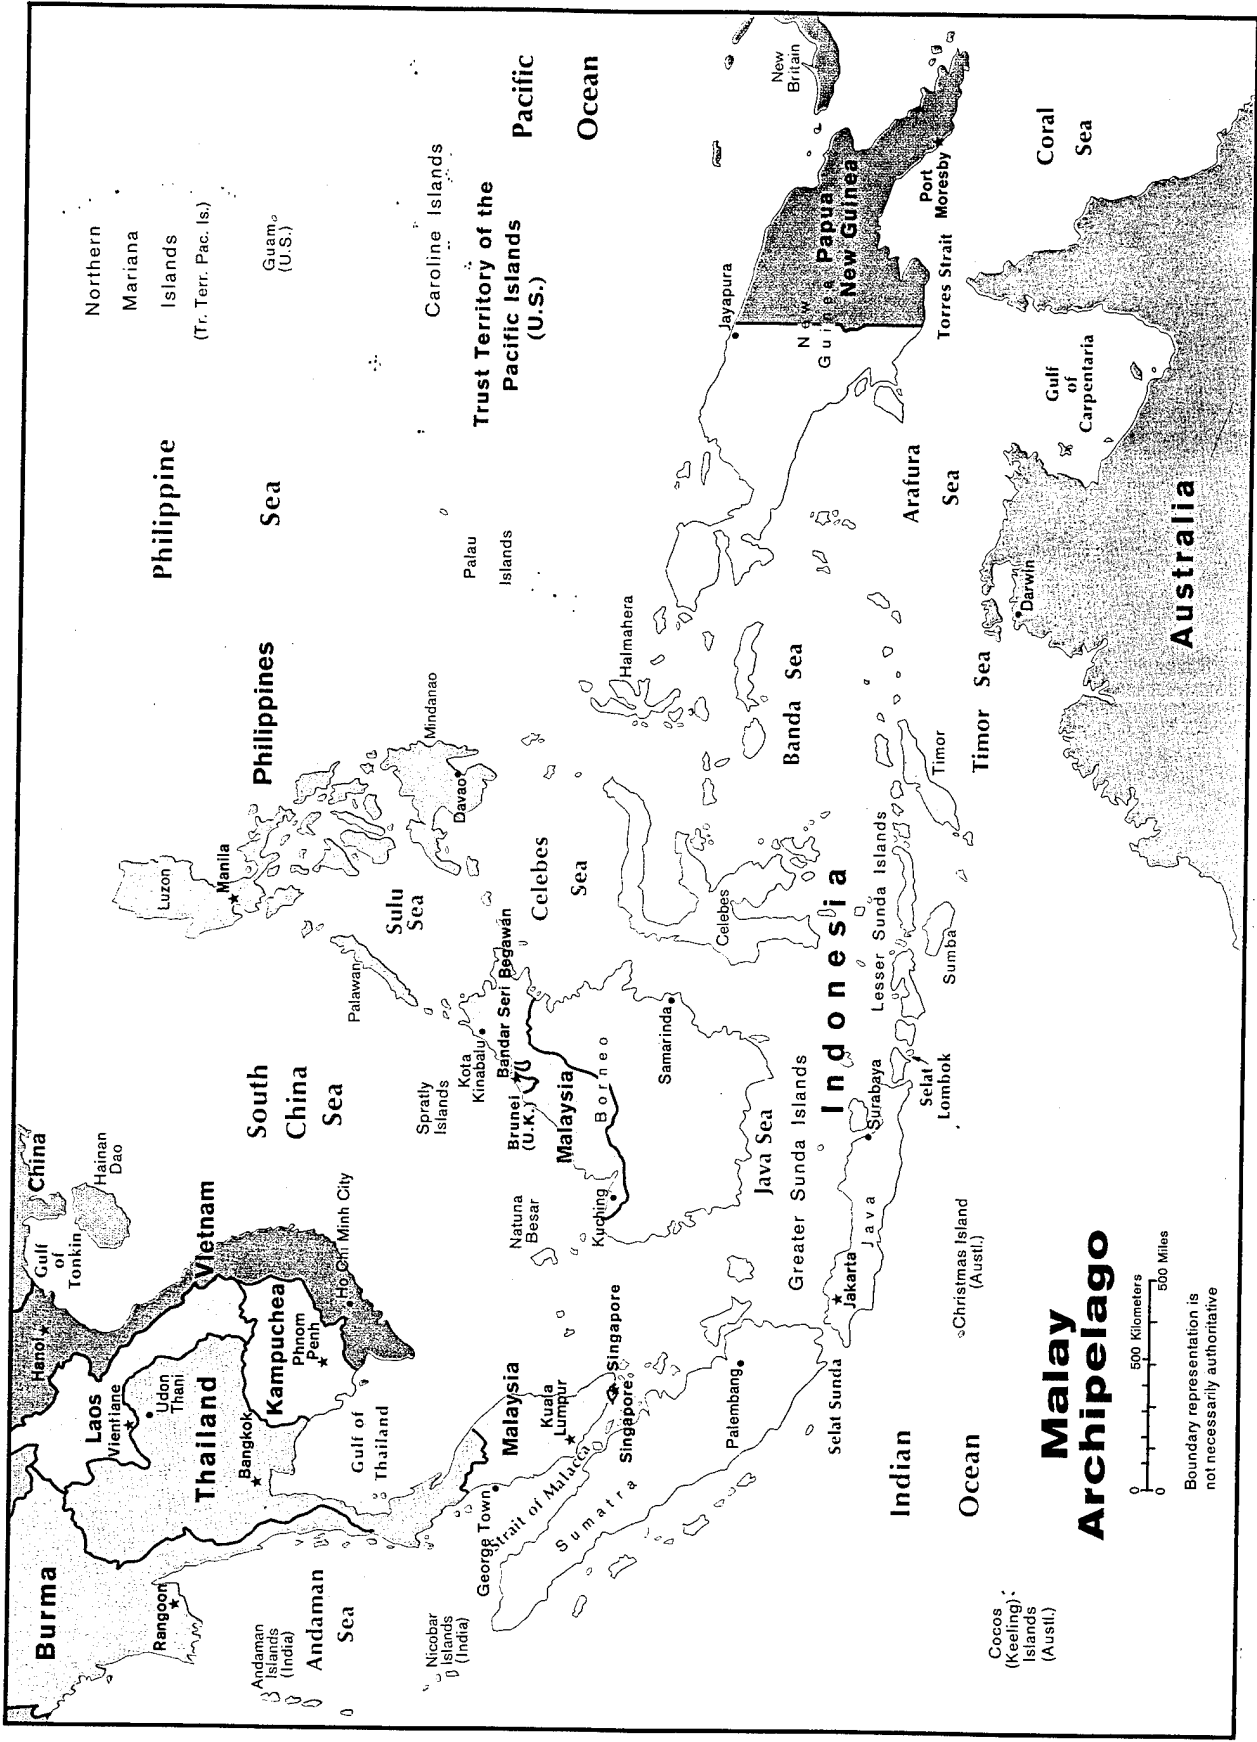 Burma
Rangoon
Andaman
Islands
(India)
Andaman
Sea
Nicobar
Islands
(India)
Cocos
(Keeling)
Islands
(Austl.)
Hanoi
Laos
Vientiane
Udon
Thani
Thailand
Bangkok
Gulf of
Thailand
Kampuchea
Phnom
Penh
Vietnam
Ho Chi Minh City
Gulf
of
Tonkin
China
Hainan
Dao
South
China
Sea
George Town
Strait of Malacca
Sumatra
Malaysia
Kuala
Lumpur
Singapore
Singapore
Palembang
Selat Sunda
Indian
Ocean
Natuna
Besar
Kuching
Spratly
Islands
Kota
Kinabalu
Bandar Seri Begawan
Brunei
(U.K.)
Malaysia
Borneo
Samarinda
Java Sea
Greater Sunda Islands
Indonesia
Jakarta
Java
Surabaya
Selat
Lombok
Christmas Island
(Austl.)
Luzon
Manila
Palawan
Sulu
Sea
Philippines
Mindanao
Davao
Celebes
Sea
Celebes
Lesser Sunda Islands
Sumba
Timor
Timor Sea
Halmahera
Banda Sea
Philippine
Sea
Palau
Islands
Northern
Mariana
Islands
(Tr. Terr. Pac. Is.)
Guam
(U.S.)
Caroline Islands
Trust Territory of the
Pacific Islands
(U.S.)
Pacific
Ocean
Jayapura
New
Guinea
Papua
New Guinea
New
Britain
Port
Moresby
Torres Strait
Coral
Sea
Gulf
of
Carpentaria
Arafura
Sea
Darwin
Australia
Malay
Archipelago
0 500 Kilometers
0 500 Miles
Boundary representation is
not necessarily authoritative